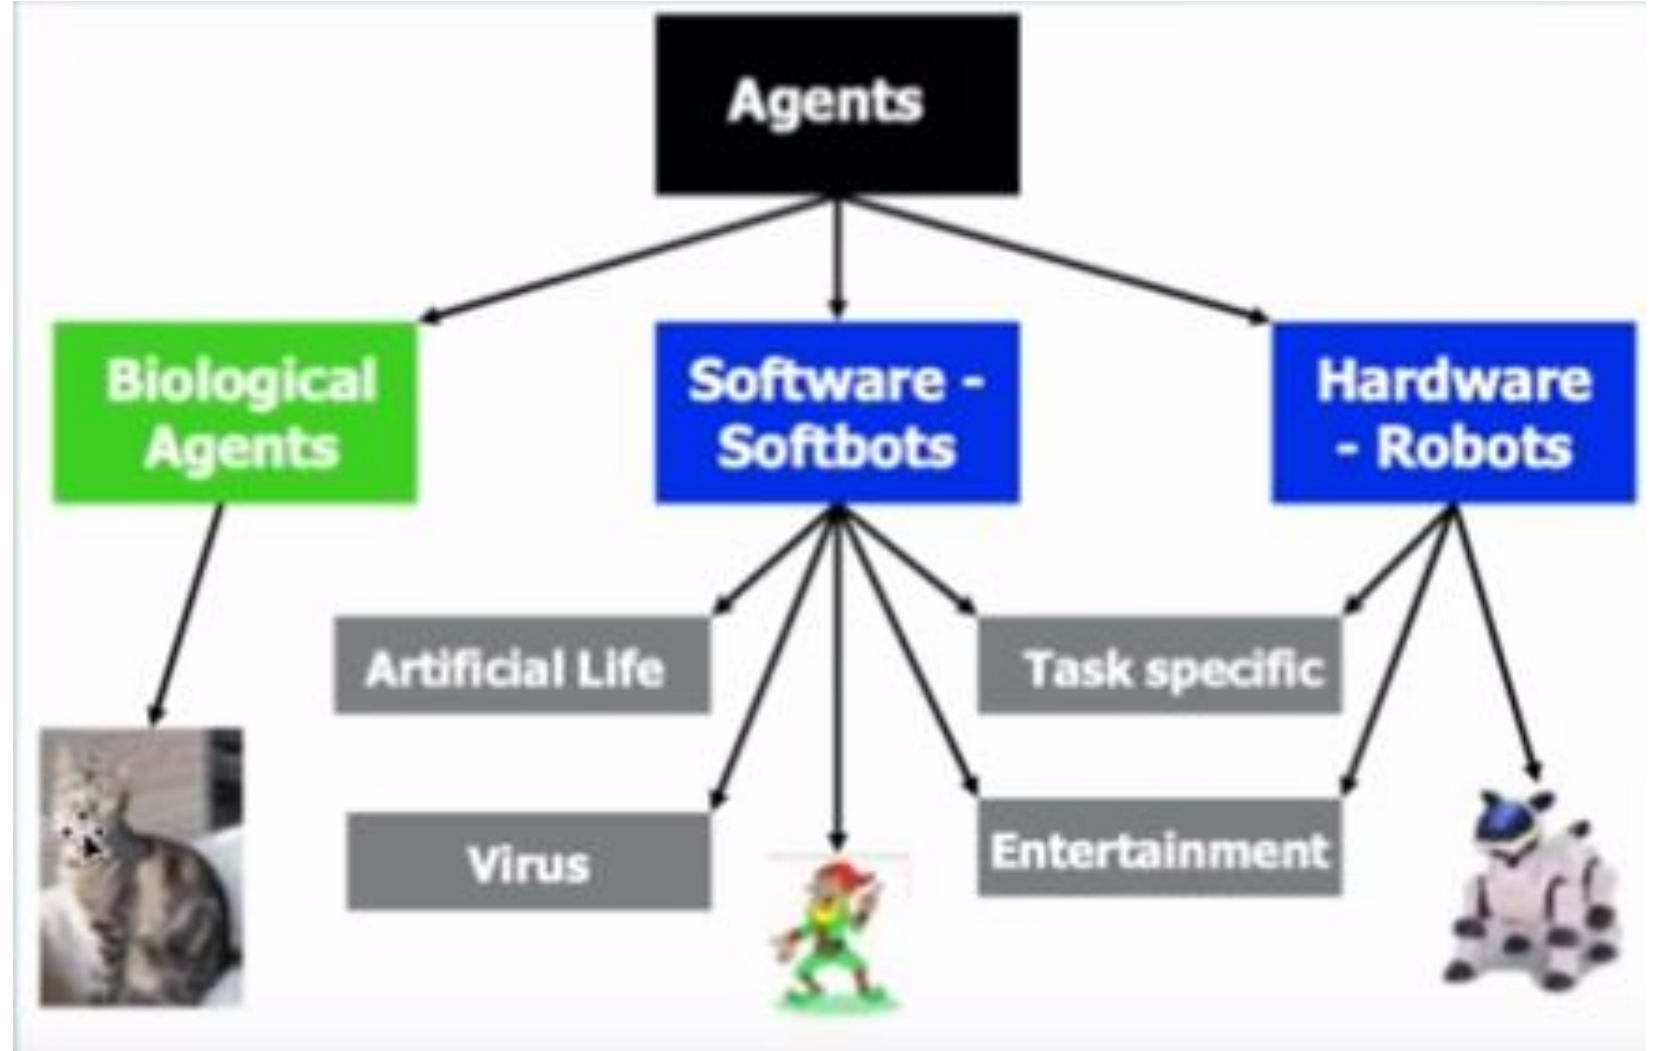 Agents
Biological
Agents
Software -
Softbots
Hardware
- Robots
Artificial Life
Task specific
Virus
Entertainment